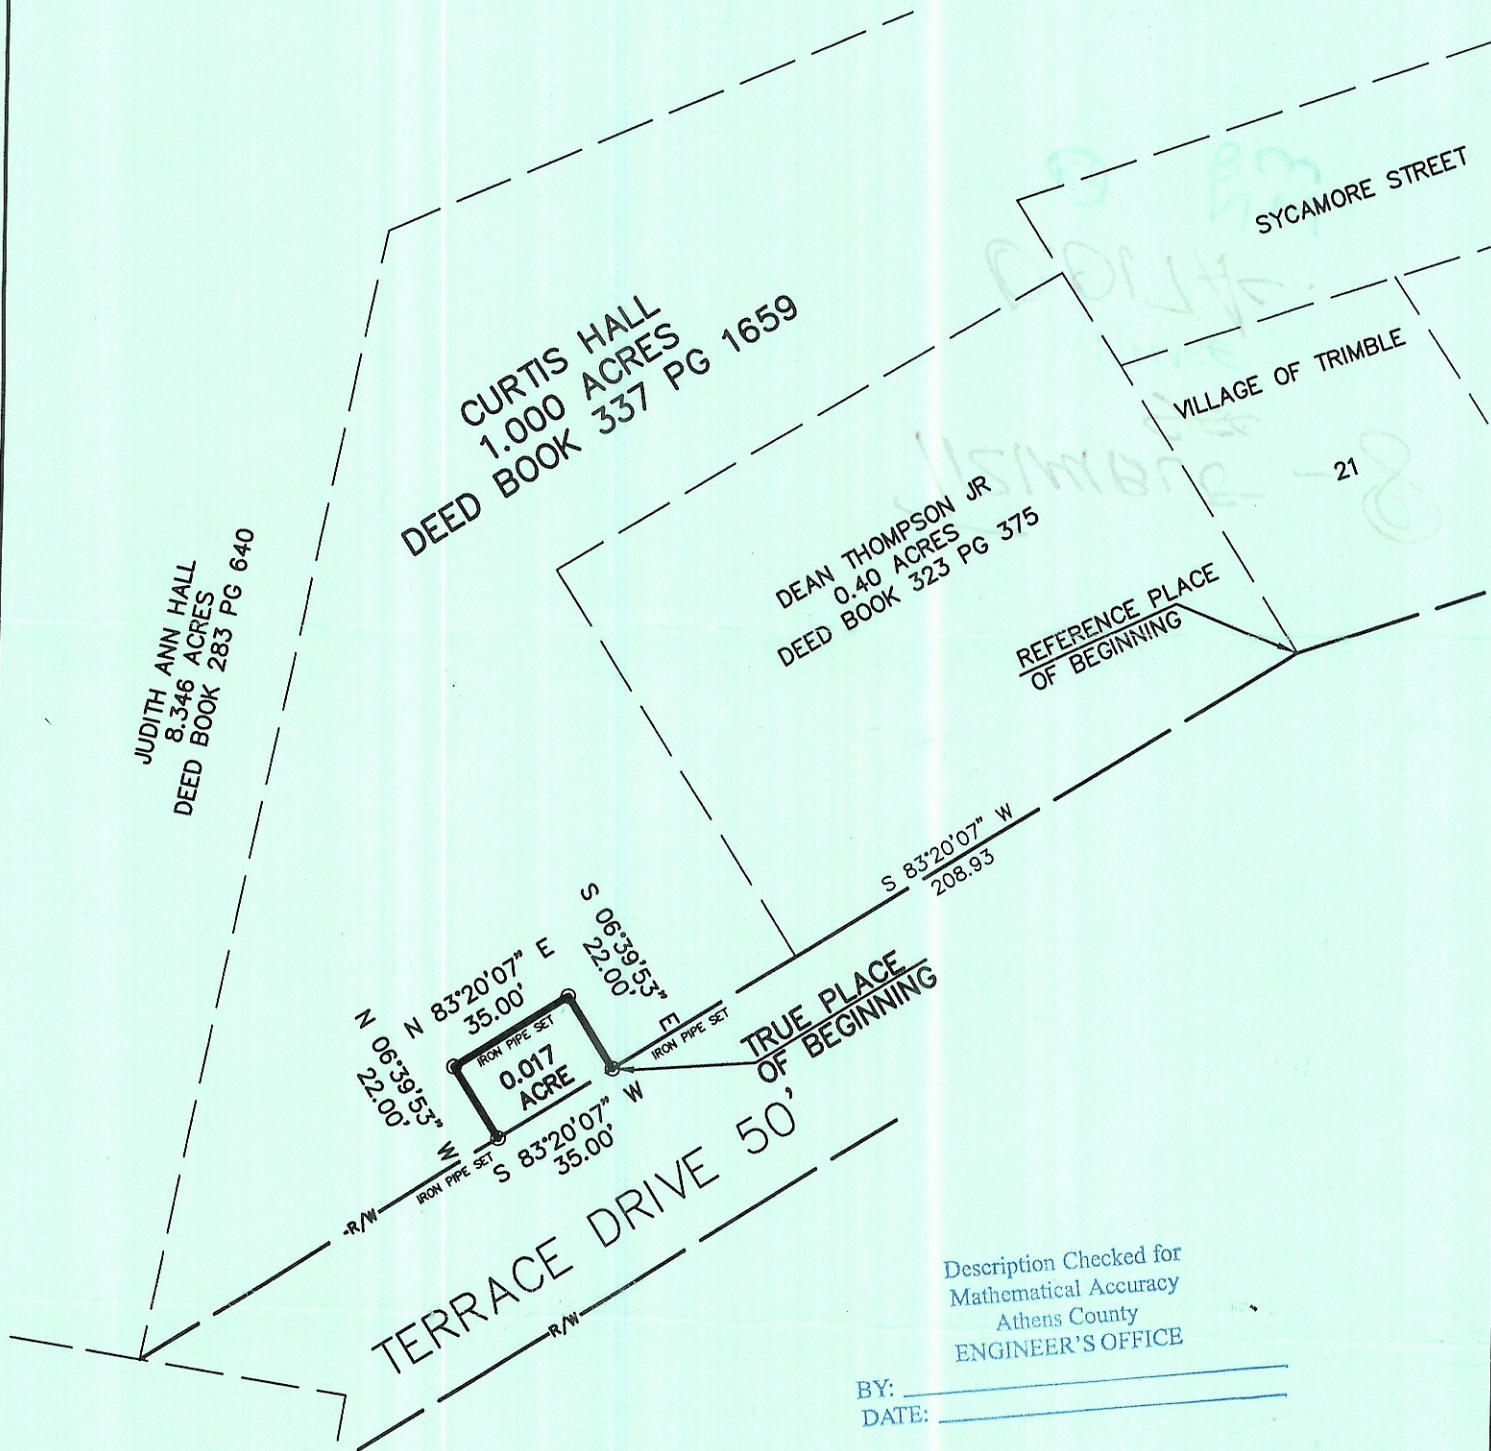 SYCAMORE STREET
CURTIS HALL
1.000 ACRES
DEED BOOK 337 PG 1659
VILLAGE OF TRIMBLE
21
DEAN THOMPSON JR
0.40 ACRES
DEED BOOK 323 PG 375
JUDITH ANN HALL
8.346 ACRES
DEED BOOK 283 PG 640
REFERENCE PLACE
OF BEGINNING
S 83°20'07" W
208.93
S 06°39'53" E
22.00'
N 83°20'07" E
35.00'
IRON PIPE SET
N 06°39'53" W
22.00'
0.017
ACRE
IRON PIPE SET
TRUE PLACE
OF BEGINNING
S 83°20'07" W
35.00'
IRON PIPE SET
R/W
TERRACE DRIVE 50'
R/W
Description Checked for
Mathematical Accuracy
Athens County
ENGINEER'S OFFICE
BY:
DATE: